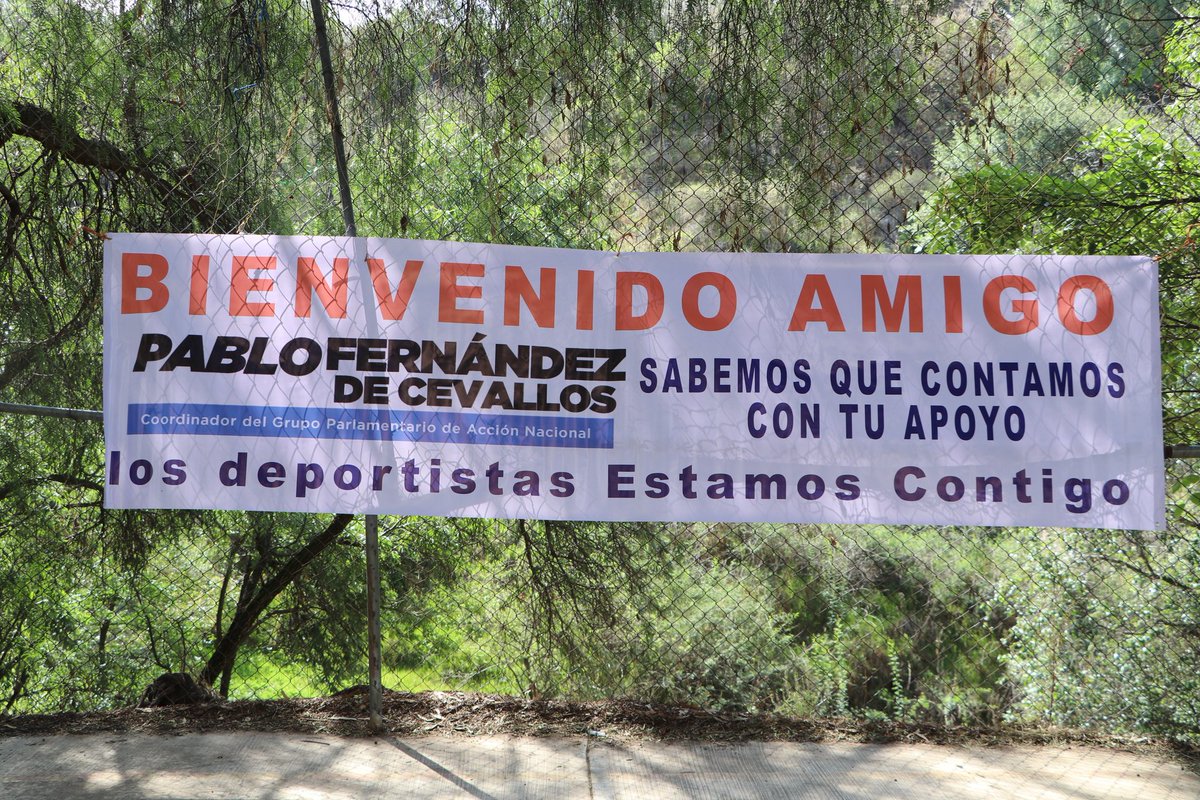 BIENVENIDO AMIGO
PABLO FERNÁNDEZ
DE CEVALLOS
Coordinador del Grupo Parlamentario de Acción Nacional
SABEMOS QUE CONTAMOS
CON TU APOYO
los deportistas Estamos Contigo